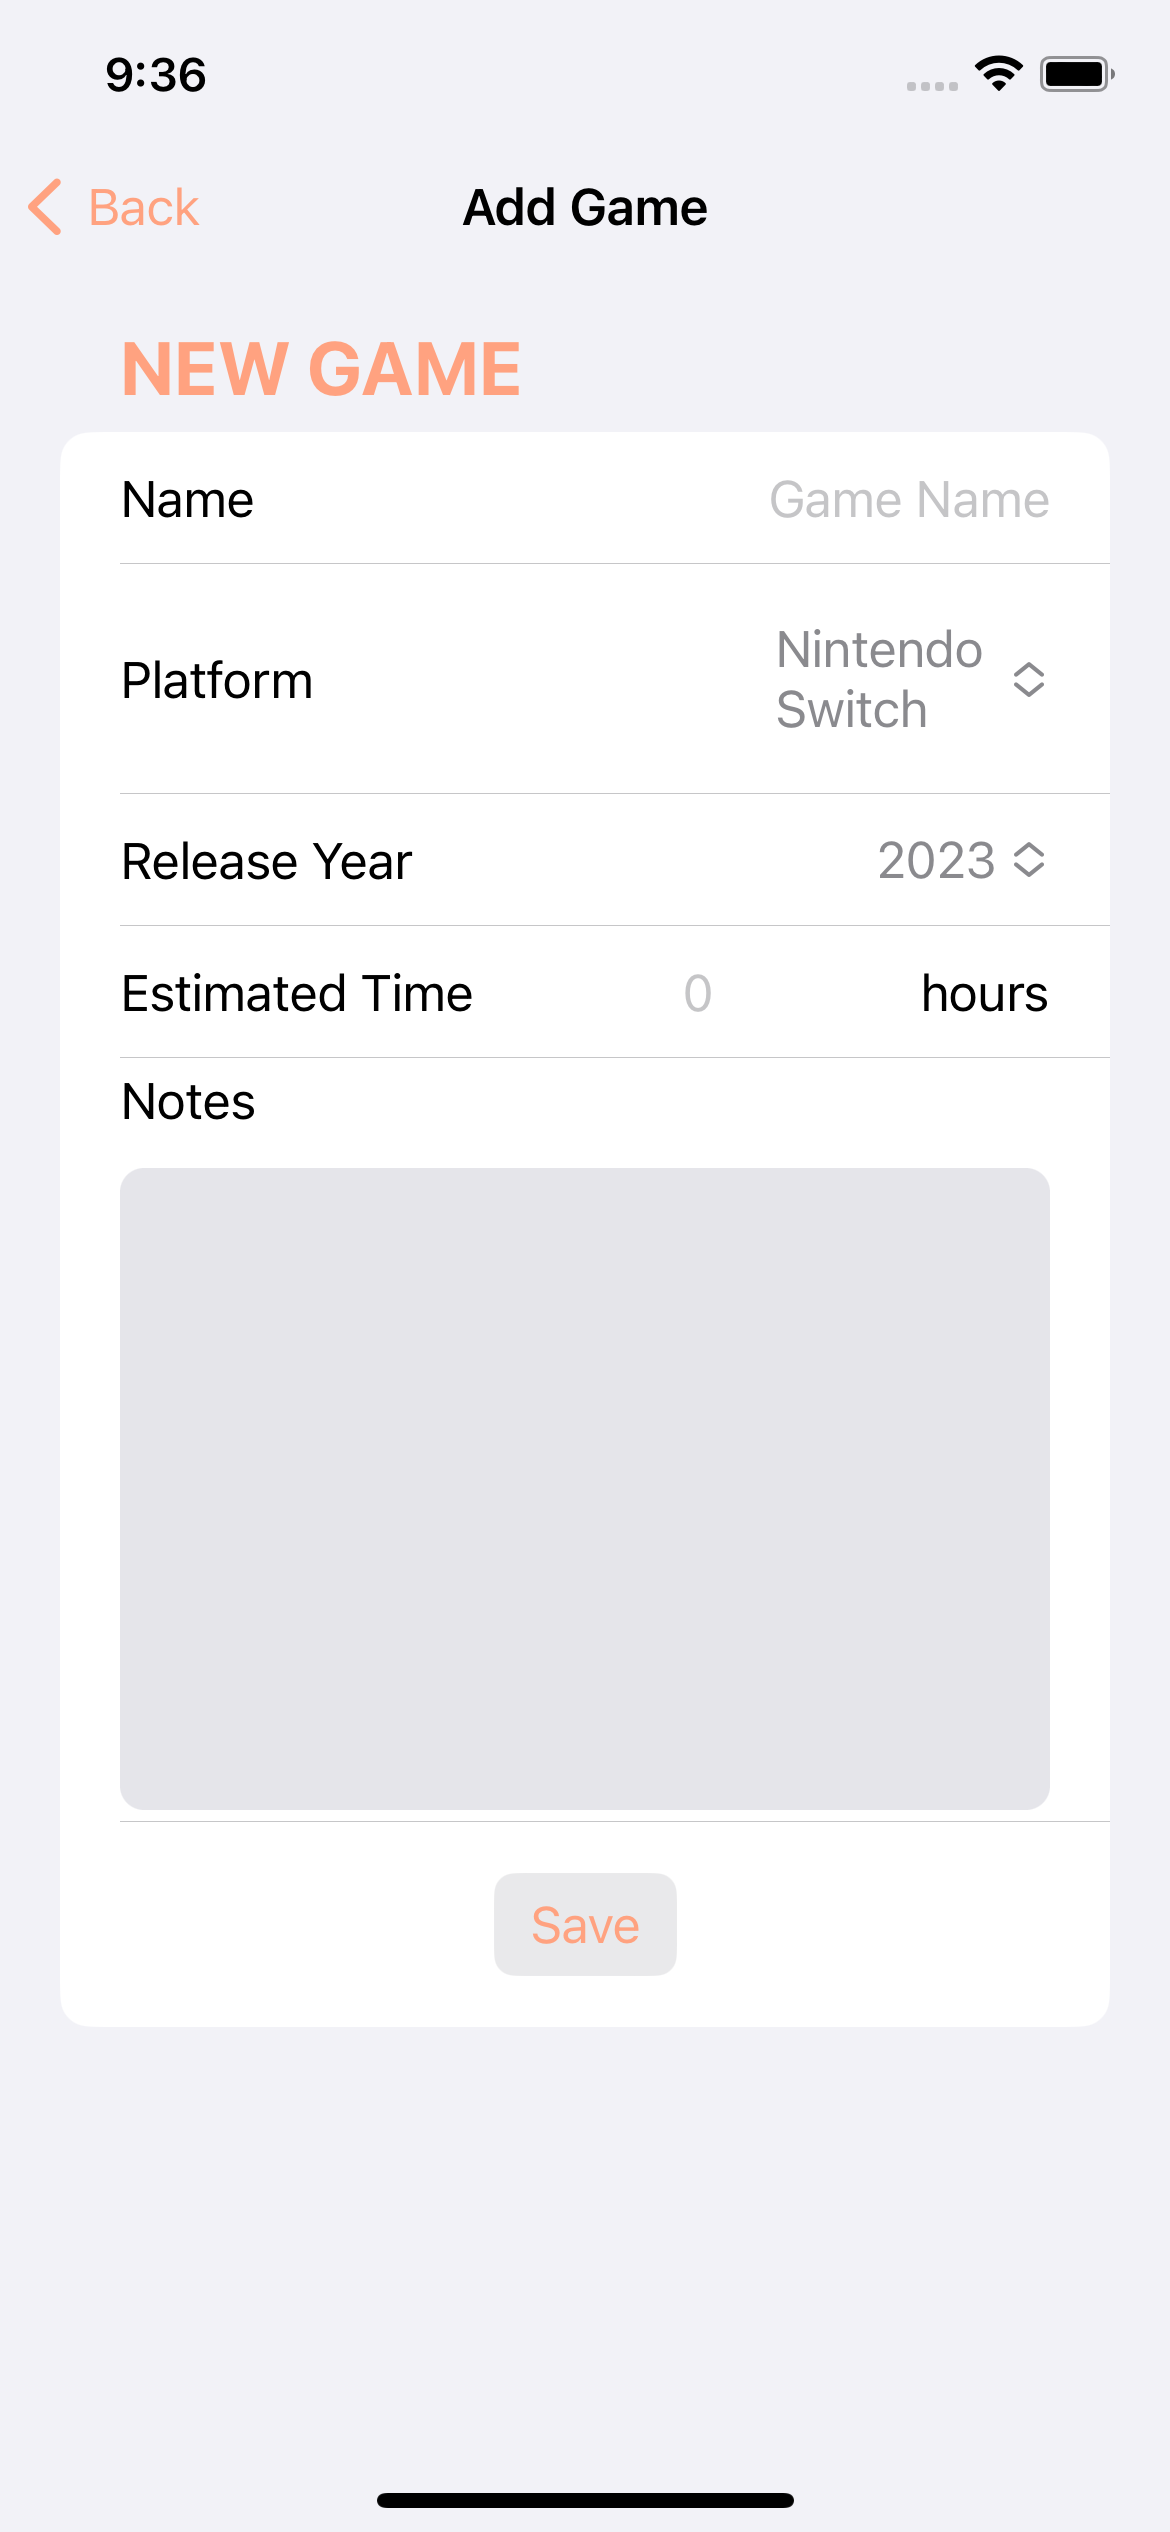 9:36
Back
Add Game
NEW GAME
Name Game Name
Platform Nintendo
Switch
Release Year 2023
Estimated Time 0 hours
Notes
Save